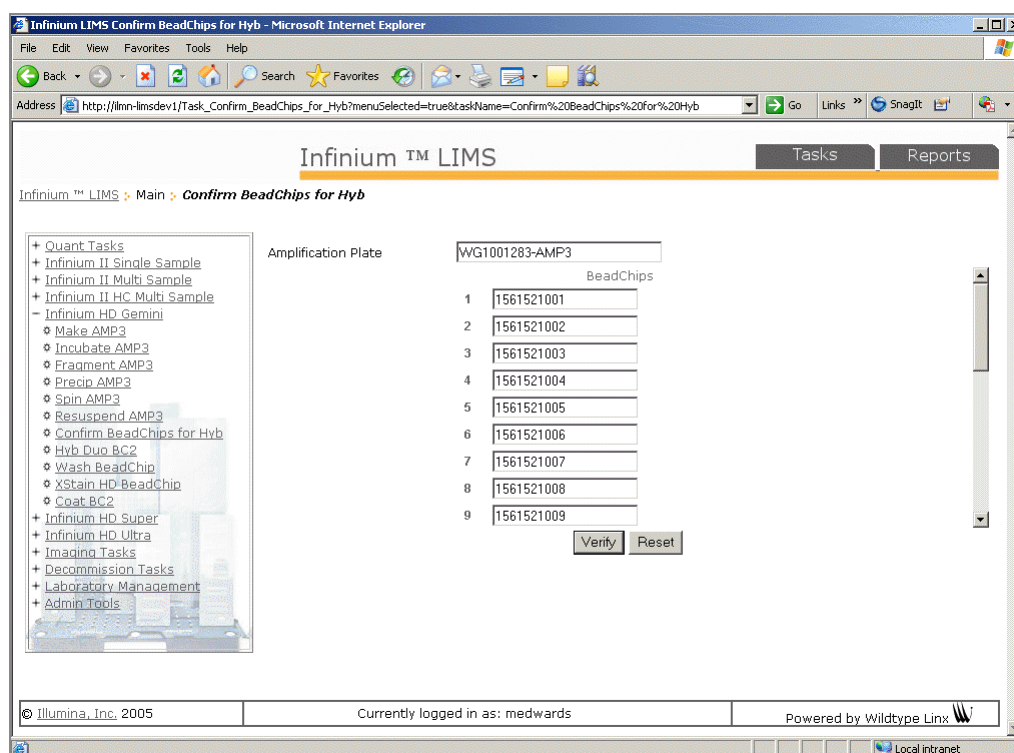 Infinium LIMS Confirm BeadChips for Hyb - Microsoft Internet Explorer
File Edit View Favorites Tools Help
Back Search Favorites
Address http://ilmn-limsdev1/Task_Confirm_BeadChips_for_Hyb?menuSelected=true&taskName=Confirm%20BeadChips%20for%20Hyb Go Links » SnagIt
Infinium ™ LIMS Tasks Reports
Infinium ™ LIMS Main Confirm BeadChips for Hyb
+ Quant Tasks
+ Infinium II Single Sample
+ Infinium II Multi Sample
+ Infinium II HC Multi Sample
- Infinium HD Gemini
Make AMP3
Incubate AMP3
Fragment AMP3
Precip AMP3
Spin AMP3
Resuspend AMP3
Confirm BeadChips for Hyb
Hyb Duo BC2
Wash BeadChip
XStain HD BeadChip
Coat BC2
+ Infinium HD Super
+ Infinium HD Ultra
+ Imaging Tasks
+ Decommission Tasks
+ Laboratory Management
+ Admin Tools
Amplification Plate WG1001283-AMP3
BeadChips
1 1561521001
2 1561521002
3 1561521003
4 1561521004
5 1561521005
6 1561521006
7 1561521007
8 1561521008
9 1561521009
Verify Reset
© Illumina, Inc. 2005 Currently logged in as: medwards Powered by Wildtype Linx
Local intranet